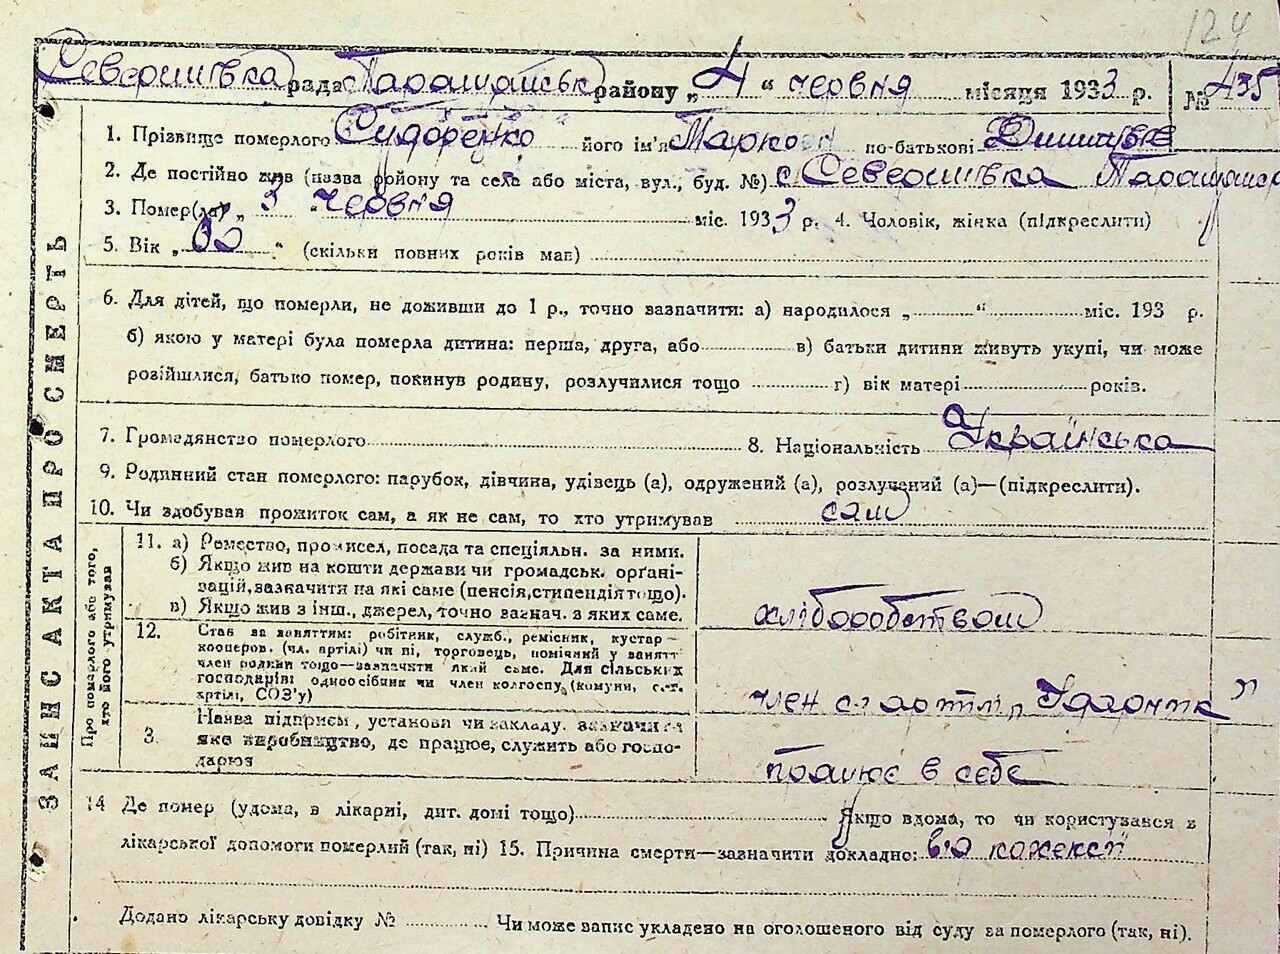 124
Северинівка рада Таращанськ району „ 4 “ червня місяця 1933 р. № 435
1. Прізвище померлого Сидоренко його ім'я Марко по-батькові
2. Де постійно жив (назва району та села або міста, вул., буд. №) с. Северинівка
3. Помер(ла) „ 3 “ червня міс. 1933 р. 4. Чоловік, жінка (підкреслити)
5. Вік „ “ (скільки повних років мав)
6. Для дітей, що померли, не доживши до 1 р., точно зазначити: а) народилося „ “ міс. 193 р.
б) якою у матері була померла дитина: перша, друга, або в) батьки дитини живуть укупі, чи може
розійшлися, батько помер, покинув родину, розлучилися тощо г) вік матері років.
7. Громадянство померлого 8. Національність Українська
9. Родинний стан померлого: парубок, дівчина, удівець (а), одружений (а), розлучений (а)—(підкреслити).
10. Чи здобував прожиток сам, а як не сам, то хто утримував сам
ЗАПИС АКТА ПРО СМЕРТЬ
Про померлого або того, хто його утримував
11. а) Ремество, промисел, посада та спеціяльн. за ними.
б) Якщо жив на кошти держави чи громадськ. орґані-
зацій, зазначити на які саме (пенсія, стипендія тощо).
в) Якщо жив з інш., джерел, точно зазнач. з яких саме.
хліборобством
12. Став за заняттям: робітник, служб., ремісник, кустар
кооперов. (чл. артілі) чи ні, торговець, помічний у занятт
член родини тощо—зазначити який саме. Для сільських
господарів: одноосібник чи член колгоспу (комуни, с.-г.
артілі, СОЗ'у)
член с г артілі „Ударник"
3. Назва підприєм., установи чи закладу. зазначити
яке виробництво, де працює, служить або госпо-
дарює
працює в себе
14 Де помер (удома, в лікарні, дит. домі тощо) Якщо вдома, то чи користувався з
лікарської допомоги померлий (так, ні) 15. Причина смерти—зазначити докладно: від кахексії
Додано лікарську довідку № Чи може запис укладено на оголошеного від суду за померлого (так, ні).